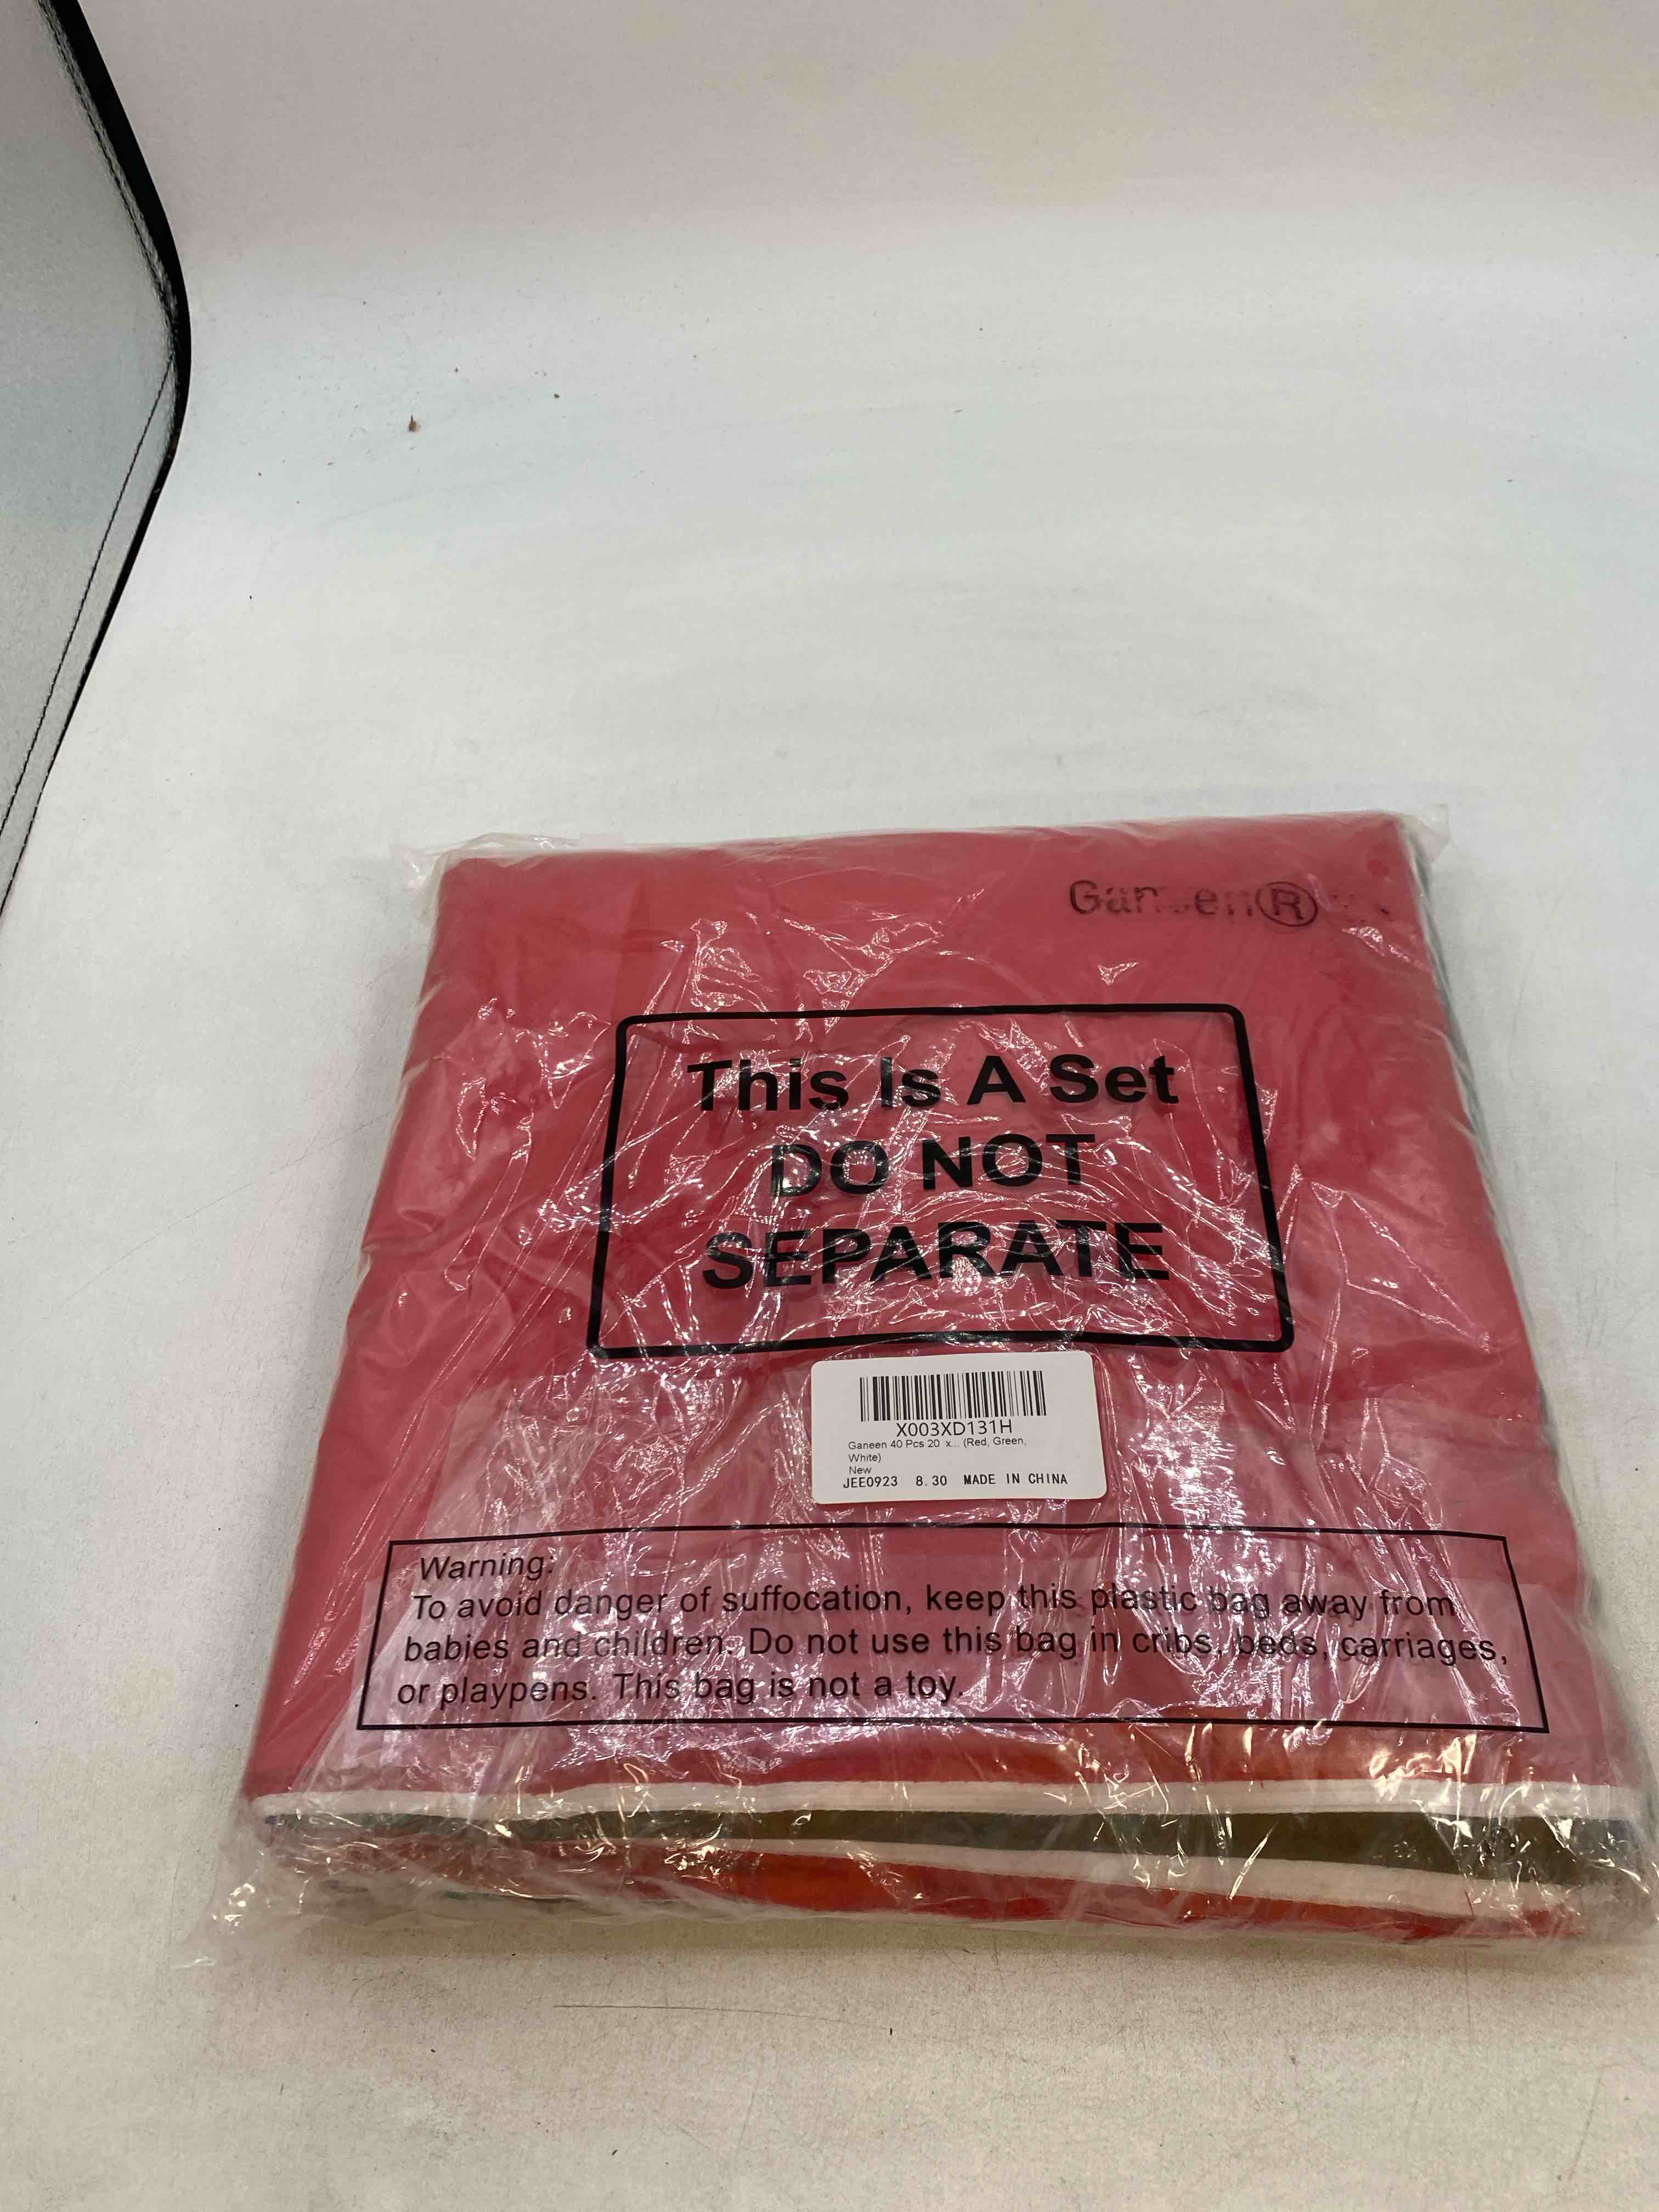 Ganeen®
This Is A Set
DO NOT
SEPARATE
X003XD131H
Ganeen 40 Pcs 20 x... (Red, Green,
White)
New
JEE0923 8.30 MADE IN CHINA
Warning:
To avoid danger of suffocation, keep this plastic bag away from
babies and children. Do not use this bag in cribs, beds, carriages,
or playpens. This bag is not a toy.